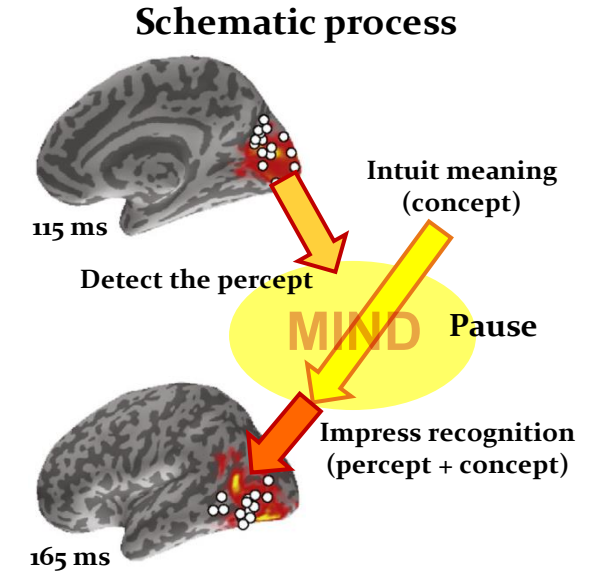 Schematic process
115 ms
Intuit meaning
(concept)
Detect the percept
MIND
Pause
Impress recognition
(percept + concept)
165 ms